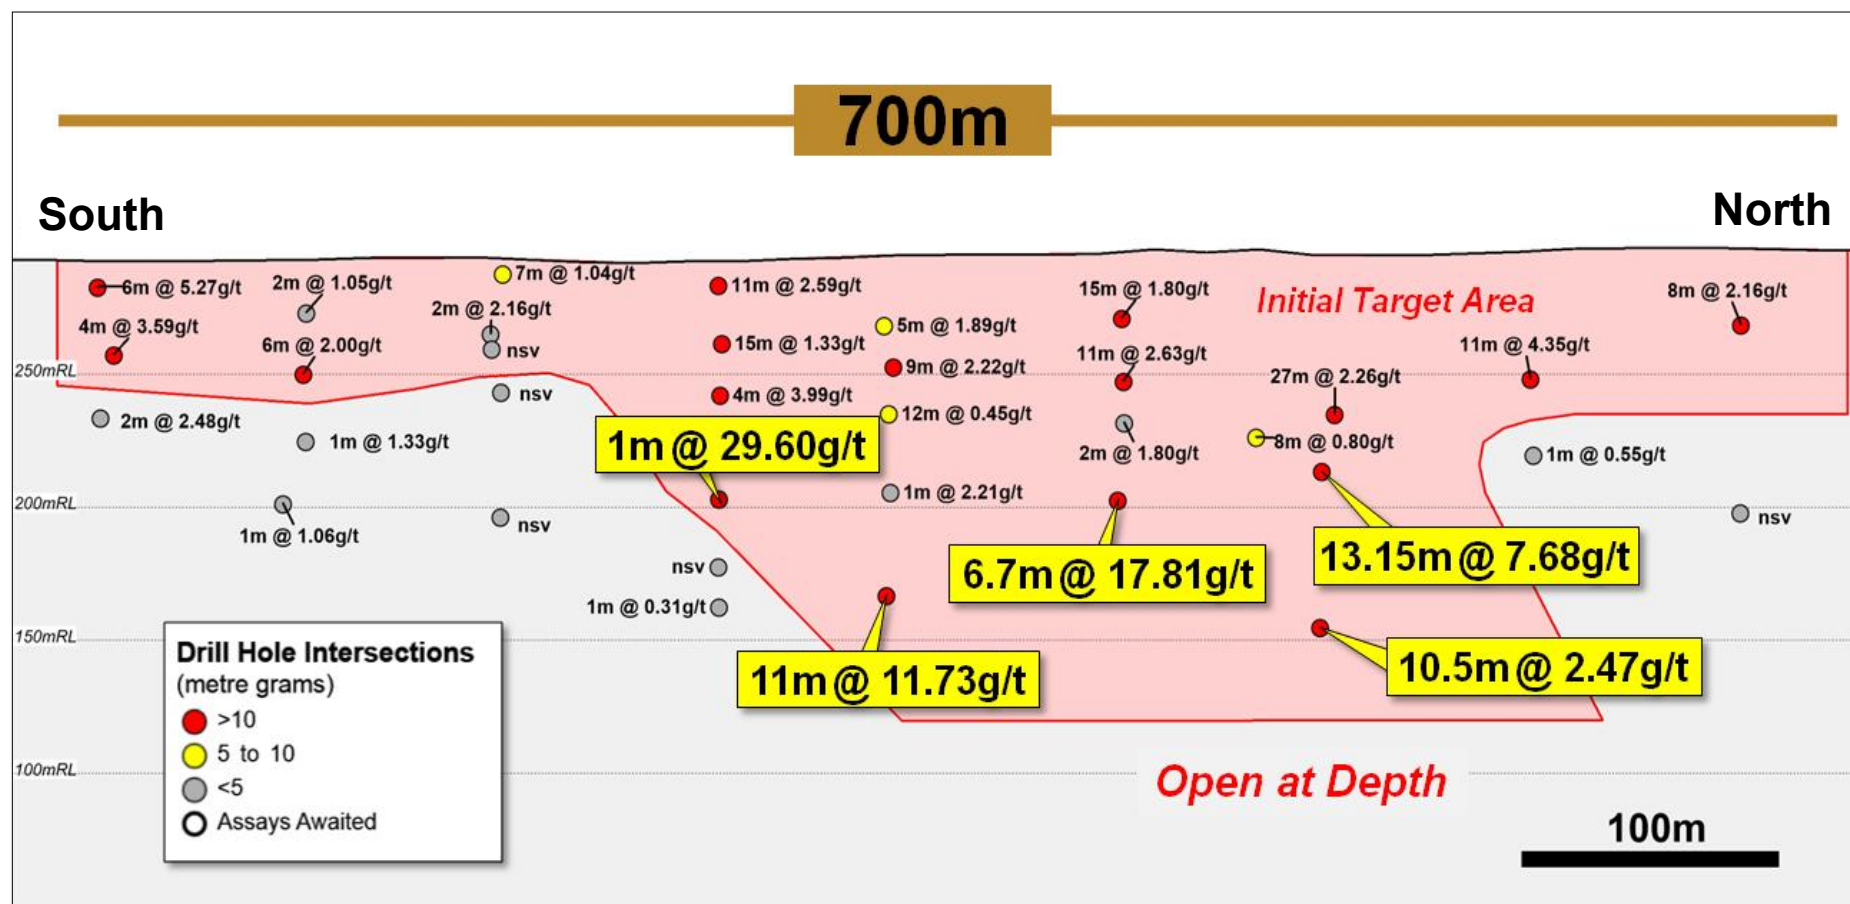 700m
South
North
6m @ 5.27g/t
2m @ 1.05g/t
7m @ 1.04g/t
11m @ 2.59g/t
15m @ 1.80g/t
Initial Target Area
8m @ 2.16g/t
4m @ 3.59g/t
2m @ 2.16g/t
5m @ 1.89g/t
6m @ 2.00g/t
nsv
15m @ 1.33g/t
11m @ 2.63g/t
11m @ 4.35g/t
250mRL
9m @ 2.22g/t
27m @ 2.26g/t
nsv
4m @ 3.99g/t
12m @ 0.45g/t
2m @ 2.48g/t
1m @ 1.33g/t
1m @ 29.60g/t
2m @ 1.80g/t
8m @ 0.80g/t
1m @ 0.55g/t
200mRL
1m @ 2.21g/t
1m @ 1.06g/t
nsv
nsv
nsv
6.7m @ 17.81g/t
13.15m @ 7.68g/t
1m @ 0.31g/t
150mRL
11m @ 11.73g/t
10.5m @ 2.47g/t
Drill Hole Intersections
(metre grams)
>10
5 to 10
<5
Assays Awaited
100mRL
Open at Depth
100m